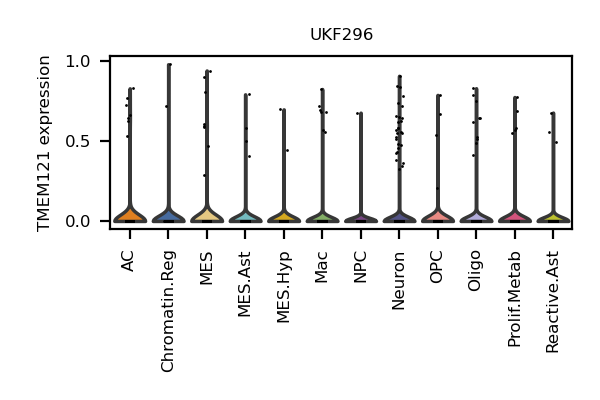 UKF296
TMEM121 expression
1.0
0.5
0.0
AC
Chromatin.Reg
MES
MES.Ast
MES.Hyp
Mac
NPC
Neuron
OPC
Oligo
Prolif.Metab
Reactive.Ast